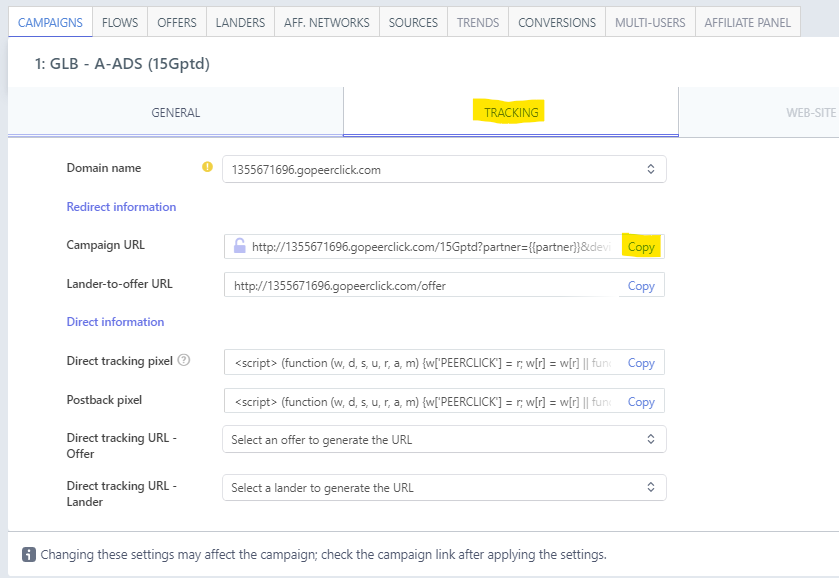 CAMPAIGNS FLOWS OFFERS LANDERS AFF. NETWORKS SOURCES TRENDS CONVERSIONS MULTI-USERS AFFILIATE PANEL
1: GLB - A-ADS (15Gptd)
GENERAL TRACKING WEB-SITE
Domain name 1355671696.gopeerclick.com
Redirect information
Campaign URL http://1355671696.gopeerclick.com/15Gptd?partner={{partner}}&devi Copy
Lander-to-offer URL http://1355671696.gopeerclick.com/offer Copy
Direct information
Direct tracking pixel ? <script> (function (w, d, s, u, r, a, m) {w['PEERCLICK'] = r; w[r] = w[r] || fun Copy
Postback pixel <script> (function (w, d, s, u, r, a, m) {w['PEERCLICK'] = r; w[r] = w[r] || fun Copy
Direct tracking URL -
Offer
Select an offer to generate the URL
Direct tracking URL -
Lander
Select a lander to generate the URL
Changing these settings may affect the campaign; check the campaign link after applying the settings.